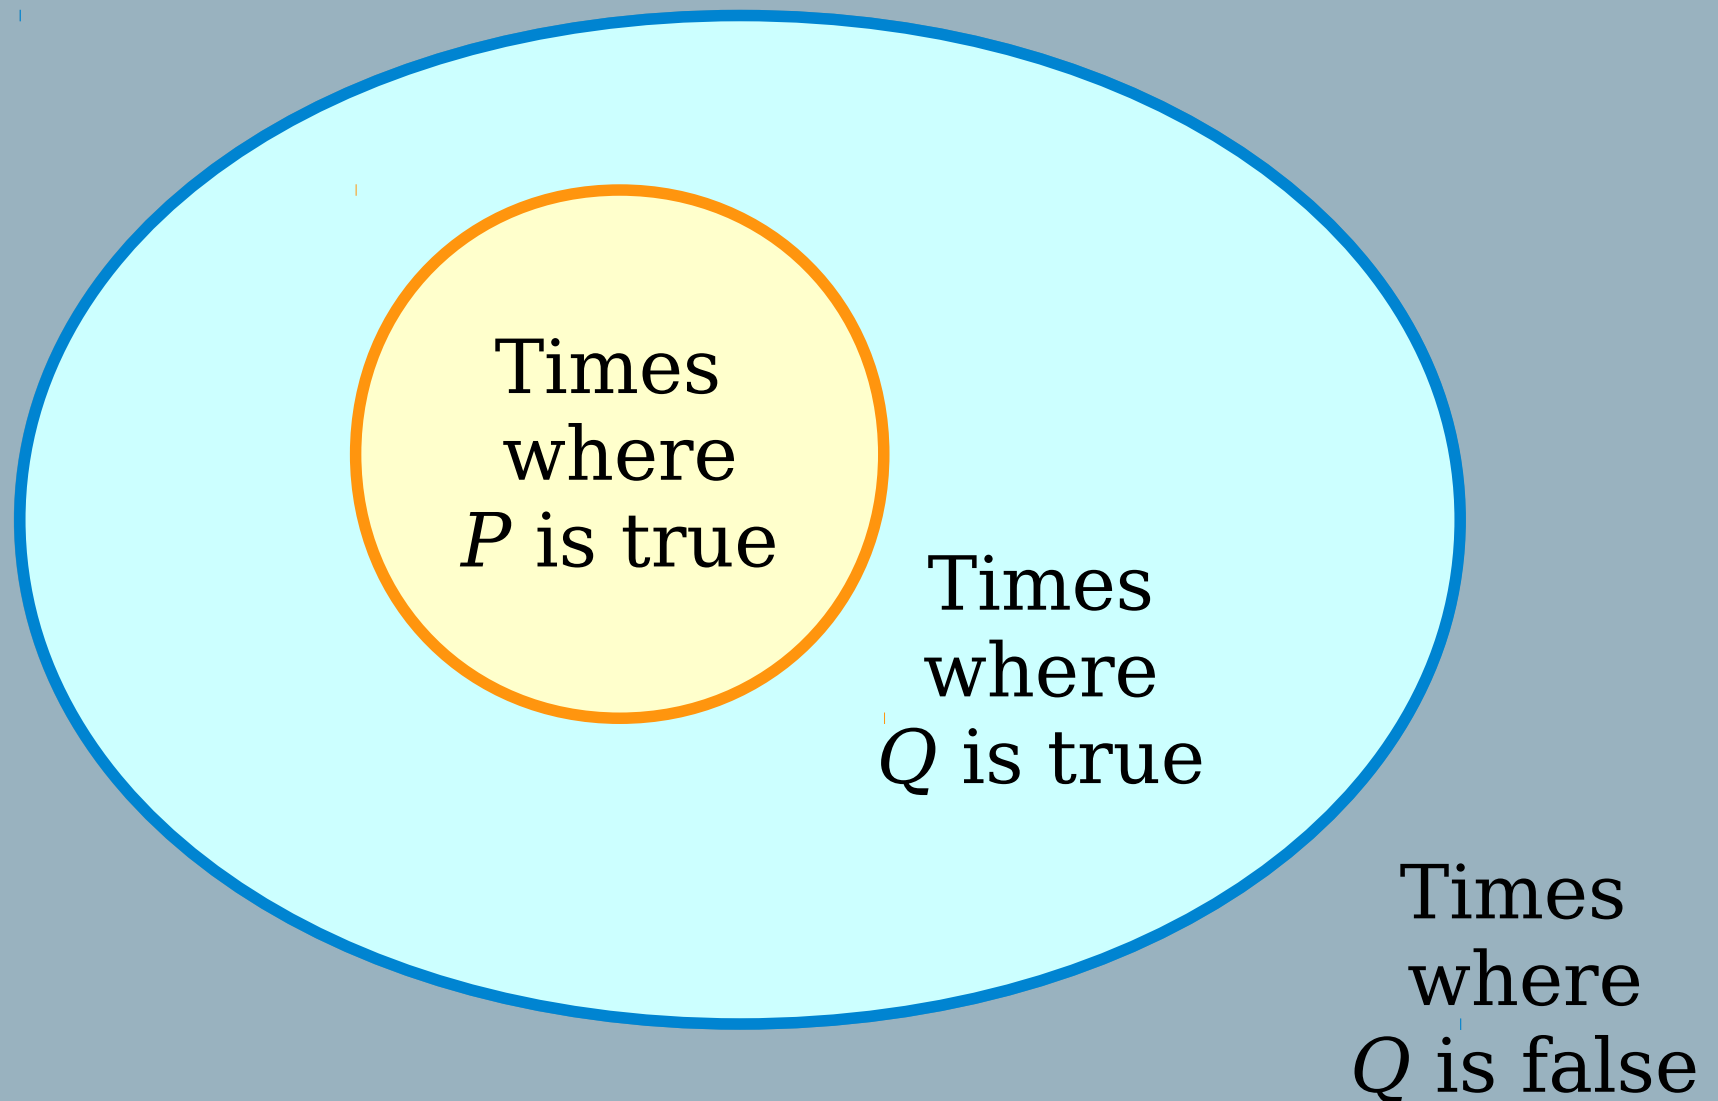 Times
where
P is true
Times
where
Q is true
Times
where
Q is false